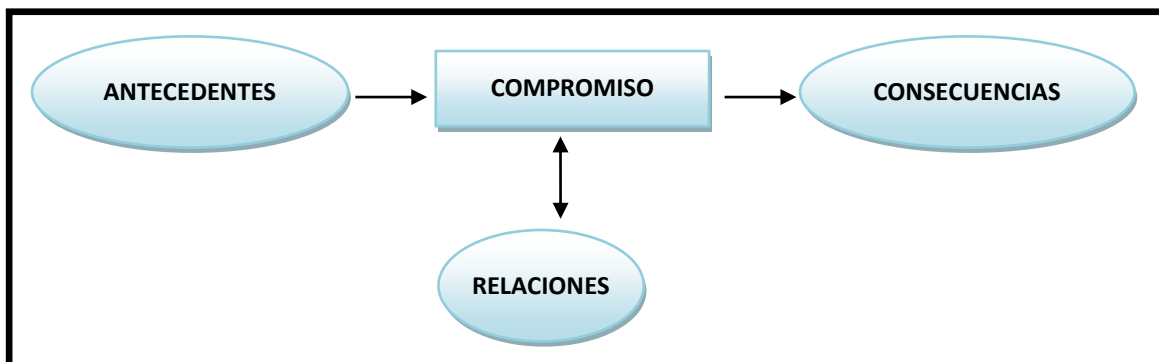 ANTECEDENTES
COMPROMISO
CONSECUENCIAS
RELACIONES